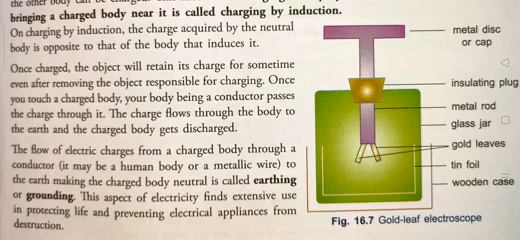 bringing a charged body near it is called charging by induction.
On charging by induction, the charge acquired by the neutral
body is opposite to that of the body that induces it.
Once charged, the object will retain its charge for sometime
even after removing the object responsible for charging. Once
you touch a charged body, your body being a conductor passes
the charge through it. The charge flows through the body to
the earth and the charged body gets discharged.
The flow of electric charges from a charged body through a
conductor (it may be a human body or a metallic wire) to
the earth making the charged body neutral is called earthing
or grounding. This aspect of electricity finds extensive use
in protecting life and preventing electrical appliances from
destruction.
metal disc
or cap
insulating plug
metal rod
glass jar
gold leaves
tin foil
wooden case
Fig. 16.7 Gold-leaf electroscope